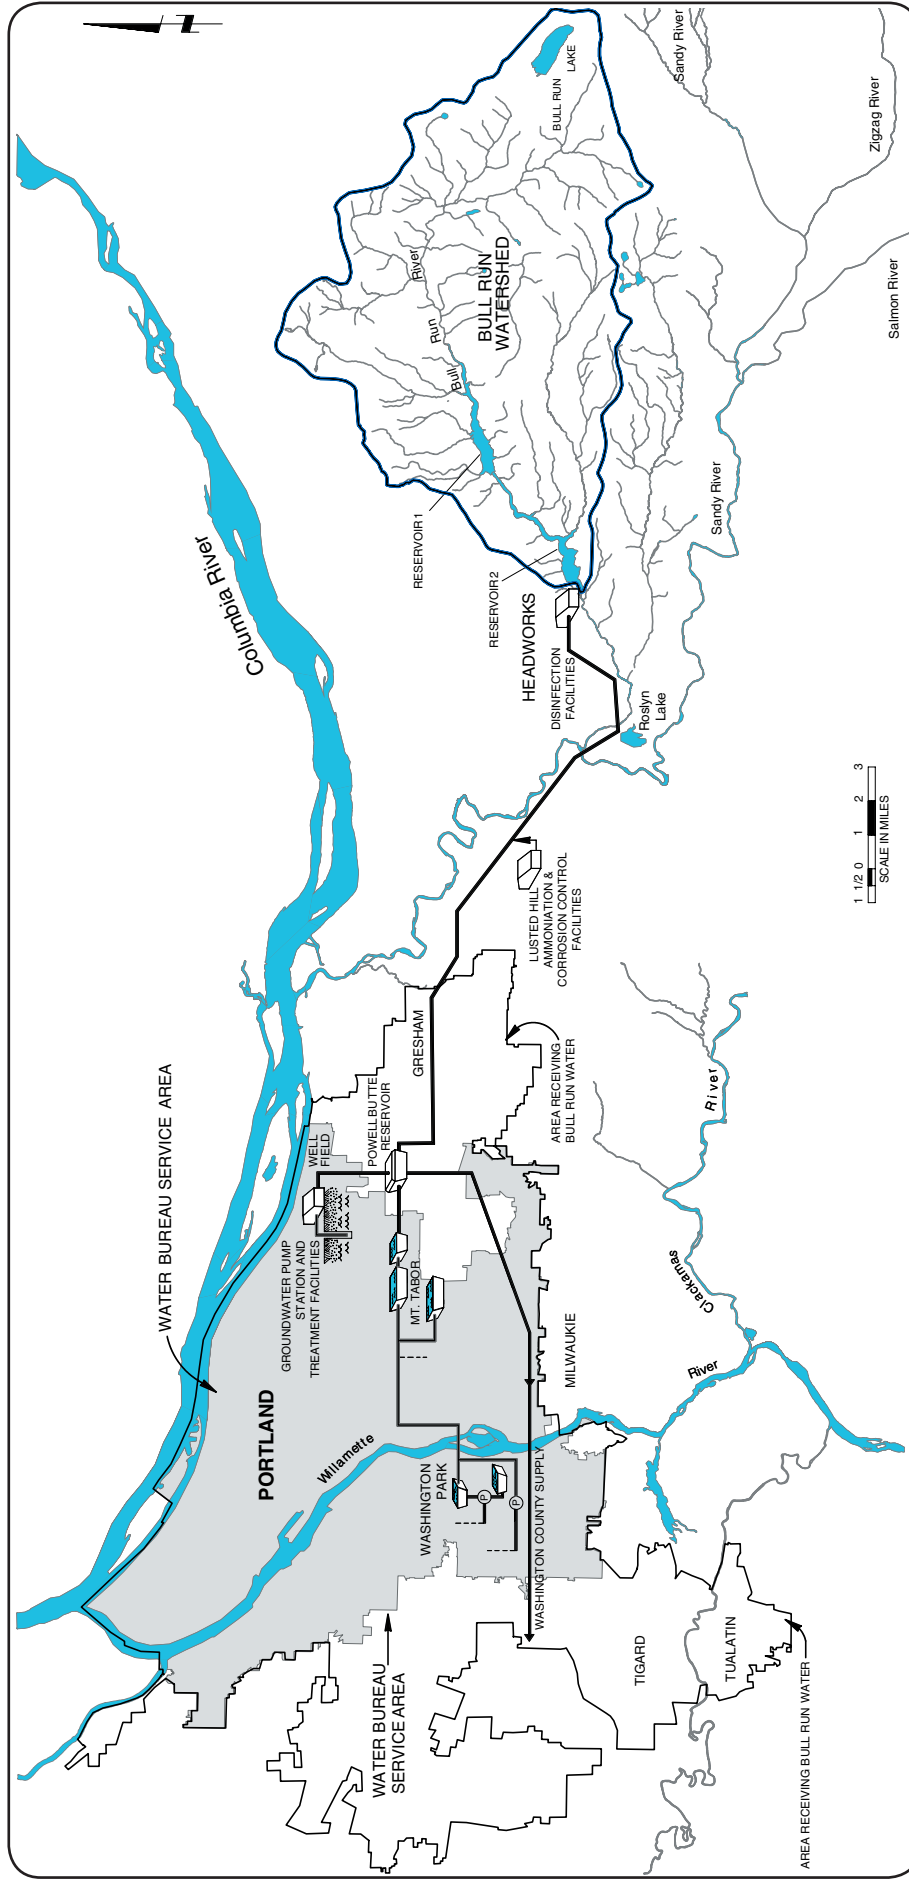 Columbia River
WATER BUREAU SERVICE AREA
PORTLAND
Willamette
GROUNDWATER PUMP
STATION AND
TREATMENT FACILITIES
WELL
FIELD
POWELL BUTTE
RESERVOIR
GRESHAM
MT. TABOR
WASHINGTON
PARK
P
P
WATER BUREAU
SERVICE AREA
WASHINGTON COUNTY SUPPLY
MILWAUKIE
AREA RECEIVING
BULL RUN WATER
TIGARD
TUALATIN
AREA RECEIVING BULL RUN WATER
River
Clackamas
River
LUSTED HILL
AMMONIATION &
CORROSION CONTROL
FACILITIES
HEADWORKS
DISINFECTION
FACILITIES
Roslyn
Lake
RESERVOIR 1
RESERVOIR 2
Bull
Run
River
BULL RUN
WATERSHED
BULL RUN
LAKE
Sandy River
Sandy River
Zigzag River
Salmon River
1 1/2 0 1 2 3
SCALE IN MILES